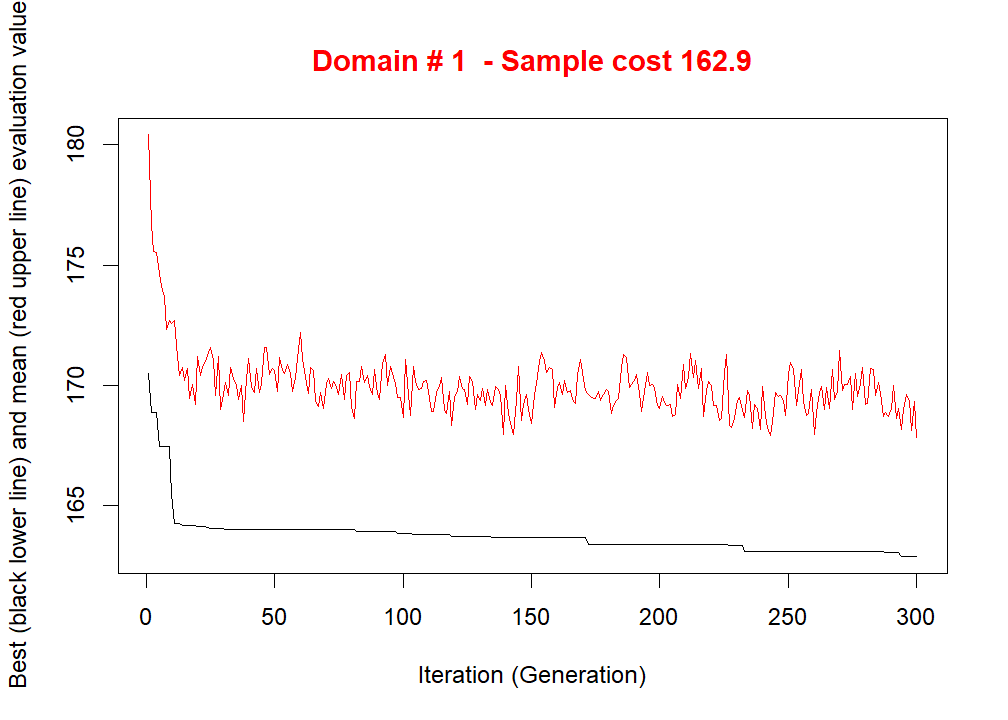 Domain # 1  - Sample cost 162.9
Best (black lower line) and mean (red upper line) evaluation value
180
175
170
165
0 50 100 150 200 250 300
Iteration (Generation)